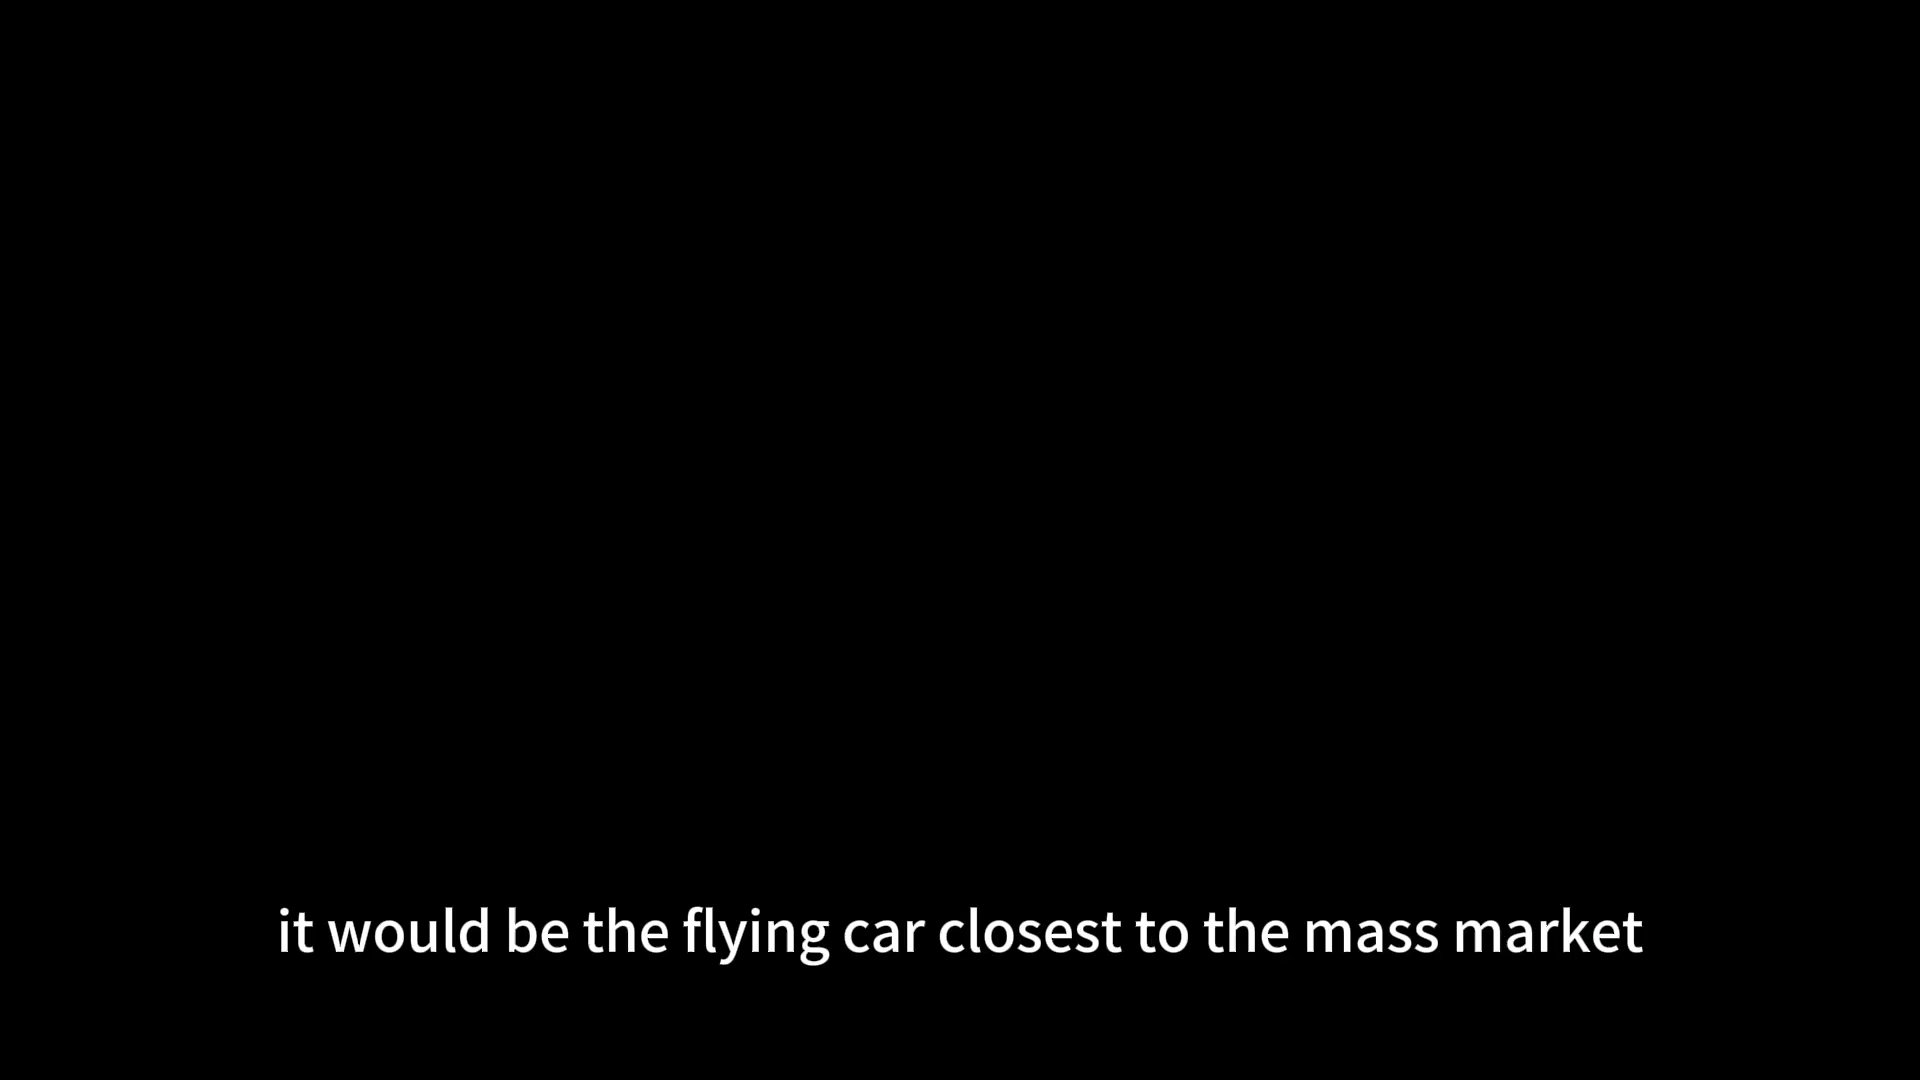 it would be the flying car closest to the mass market